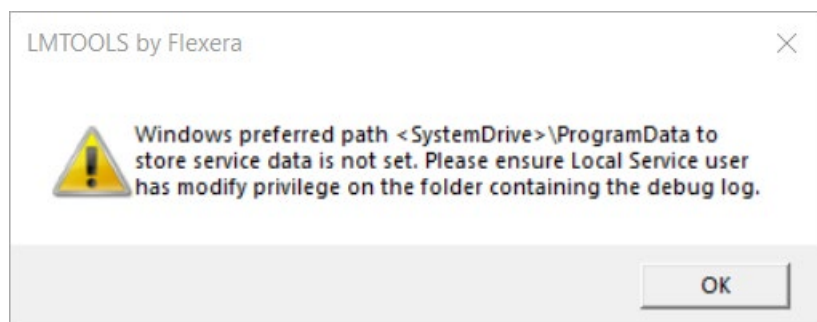 LMTOOLS by Flexera
Windows preferred path <SystemDrive>\ProgramData to
store service data is not set. Please ensure Local Service user
has modify privilege on the folder containing the debug log.
OK